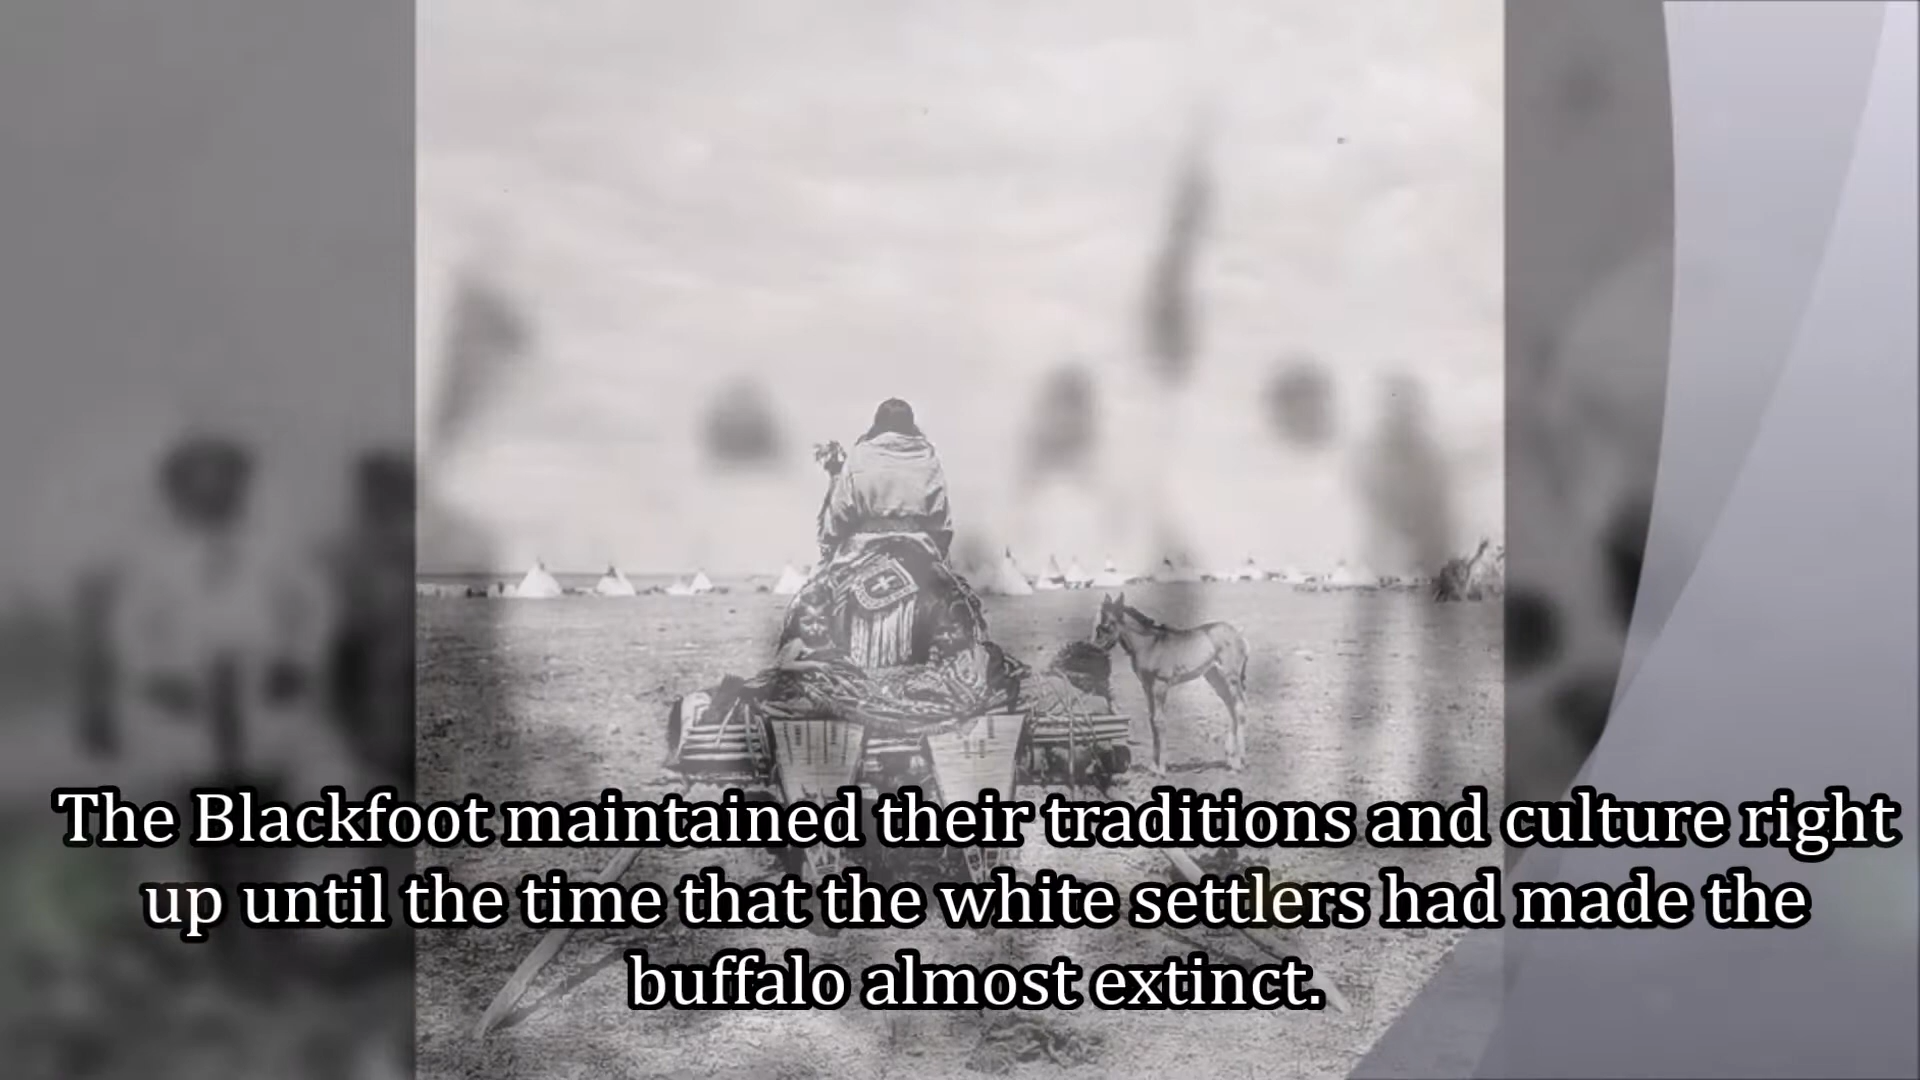 The Blackfoot maintained their traditions and culture right
up until the time that the white settlers had made the
buffalo almost extinct.